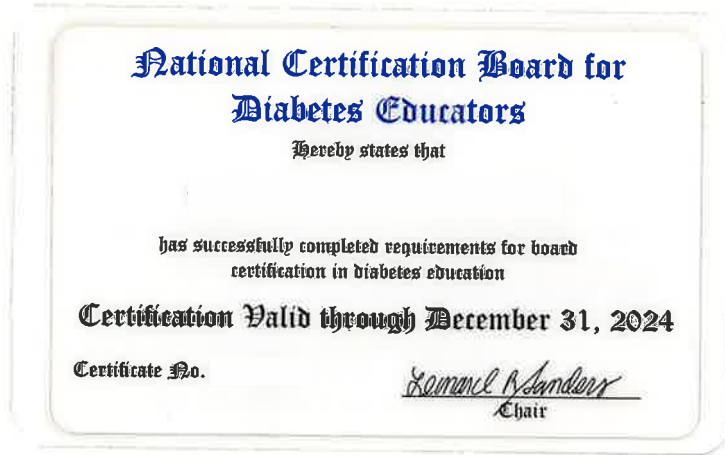 National Certification Board for
Diabetes Educators
Hereby states that
has successfully completed requirements for board
certification in diabetes education
Certification Valid through December 31, 2024
Certificate No.
Chair